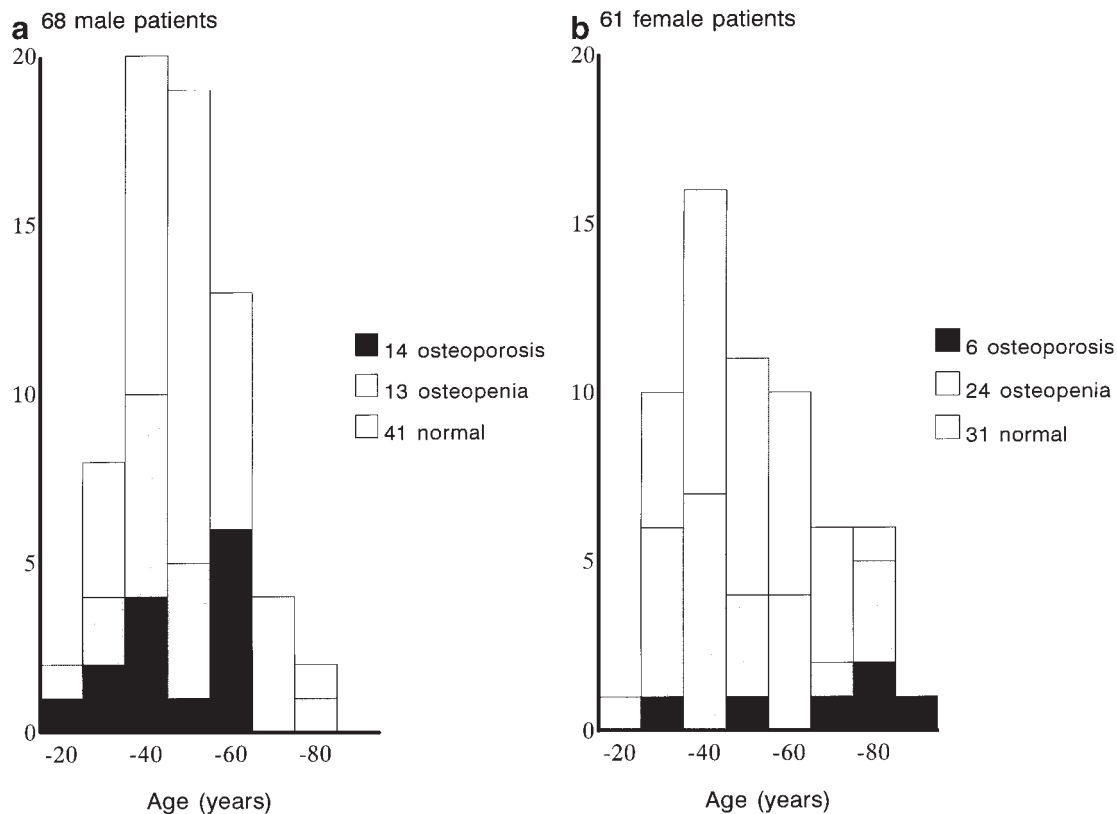 a 68 male patients
20
15
10
5
0
-20 -40 -60 -80
Age (years)
14 osteoporosis
13 osteopenia
41 normal
b 61 female patients
20
15
10
5
0
-20 -40 -60 -80
Age (years)
6 osteoporosis
24 osteopenia
31 normal